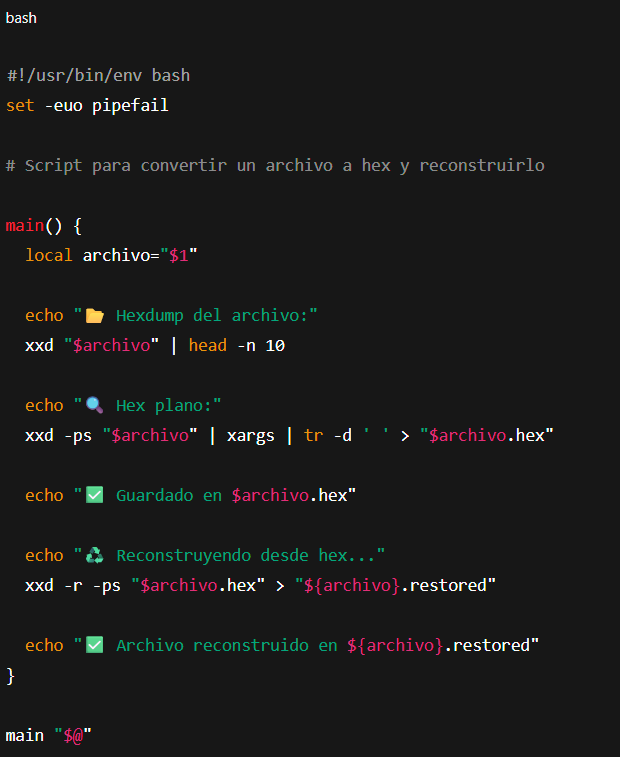 bash
#!/usr/bin/env bash
set -euo pipefail
# Script para convertir un archivo a hex y reconstruirlo
main() {
local archivo="$1"
echo "📂 Hexdump del archivo:"
xxd "$archivo" | head -n 10
echo "🔍 Hex plano:"
xxd -ps "$archivo" | xargs | tr -d ' ' > "$archivo.hex"
echo "✅ Guardado en $archivo.hex"
echo "♻️ Reconstruyendo desde hex..."
xxd -r -ps "$archivo.hex" > "${archivo}.restored"
echo "✅ Archivo reconstruido en ${archivo}.restored"
}
main "$@"